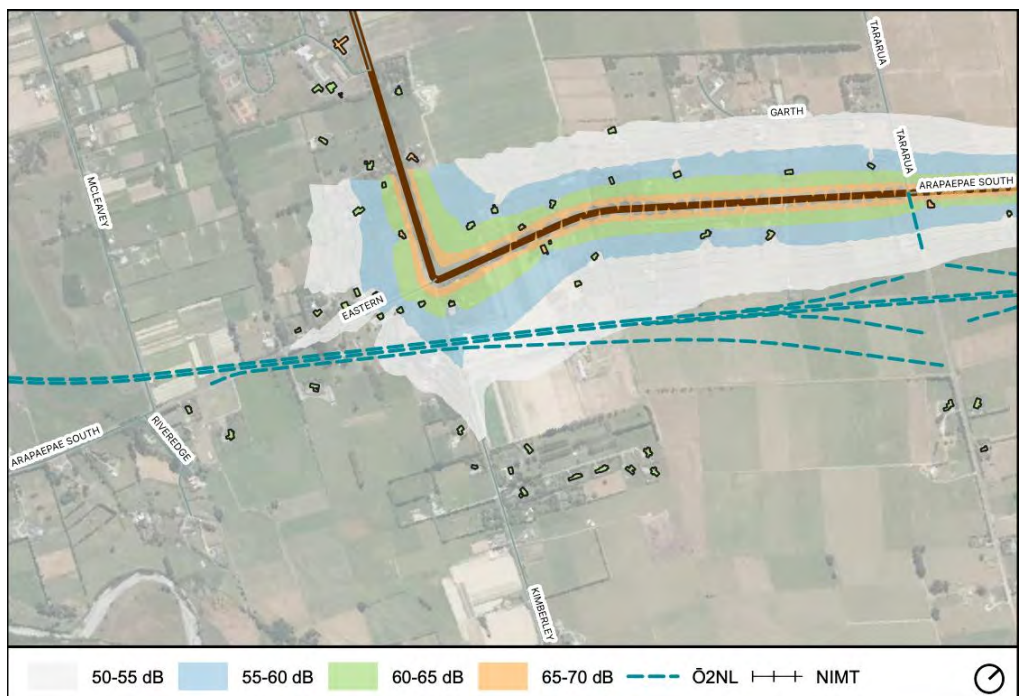 TARARUA
GARTH
MCLEAVEY
TARARUA
ARAPAEPAE SOUTH
EASTERN
RIVEREDGE
ARAPAEPAE SOUTH
KIMBERLEY
50-55 dB
55-60 dB
60-65 dB
65-70 dB
Ō2NL
NIMT